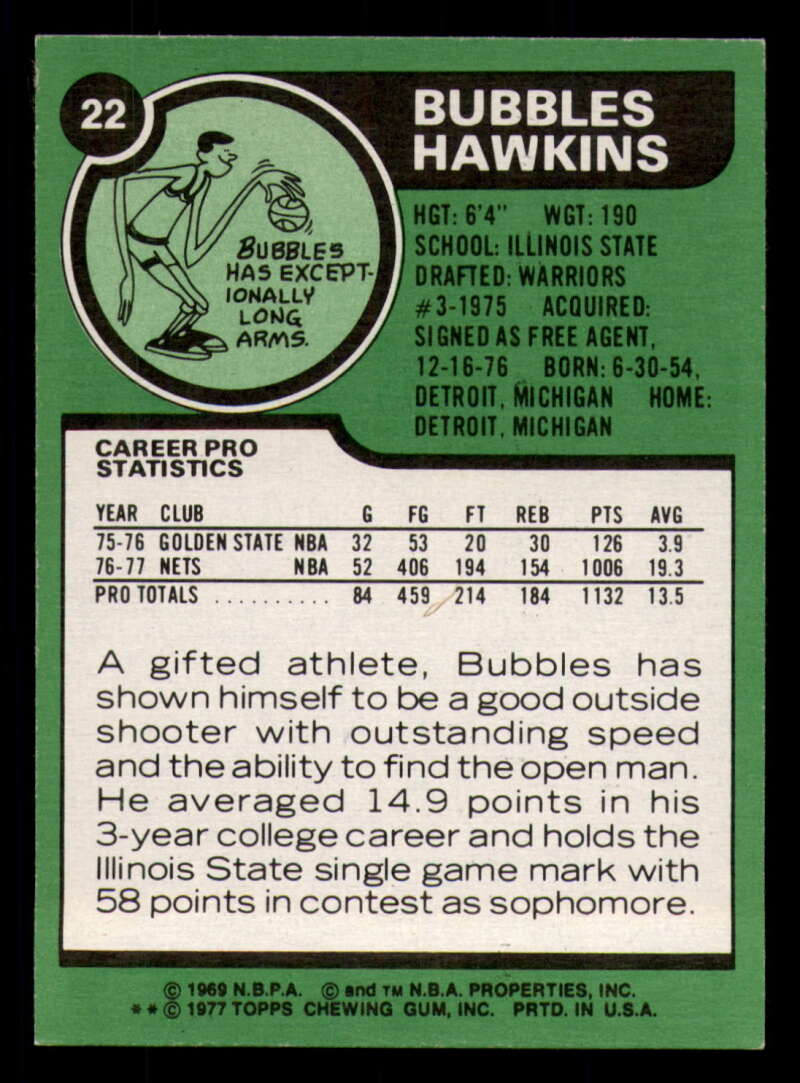 22
BUBBLES
HAWKINS
BUBBLES
HAS EXCEPT-
IONALLY
LONG
ARMS.
HGT: 6'4" WGT: 190
SCHOOL: ILLINOIS STATE
DRAFTED: WARRIORS
#3-1975 ACQUIRED:
SIGNED AS FREE AGENT,
12-16-76 BORN: 6-30-54,
DETROIT, MICHIGAN HOME:
DETROIT, MICHIGAN
CAREER PRO
STATISTICS
YEAR CLUB G FG FT REB PTS AVG
75-76 GOLDEN STATE NBA 32 53 20 30 126 3.9
76-77 NETS NBA 52 406 194 154 1006 19.3
PRO TOTALS .......... 84 459 214 184 1132 13.5
A gifted athlete, Bubbles has
shown himself to be a good outside
shooter with outstanding speed
and the ability to find the open man.
He averaged 14.9 points in his
3-year college career and holds the
Illinois State single game mark with
58 points in contest as sophomore.
© 1969 N.B.P.A. © and TM N.B.A. PROPERTIES, INC.
**© 1977 TOPPS CHEWING GUM, INC. PRTD. IN U.S.A.